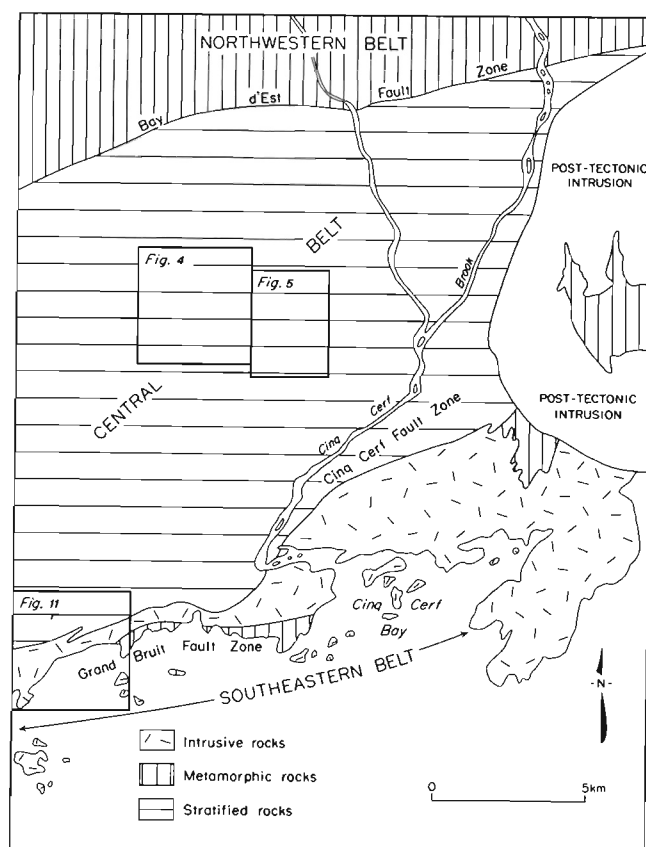 NORTHWESTERN BELT
Bay d'Est Fault Zone
POST-TECTONIC
INTRUSION
BELT
Fig. 4
Fig. 5
Brook
CENTRAL
POST-TECTONIC
INTRUSION
Cinq Cerf
Cinq Cerf Fault Zone
Fig. 11
Cinq Cerf
Bay
Grand Bruit Fault Zone
SOUTHEASTERN BELT
-N-
Intrusive rocks
Metamorphic rocks
Stratified rocks
0 5km